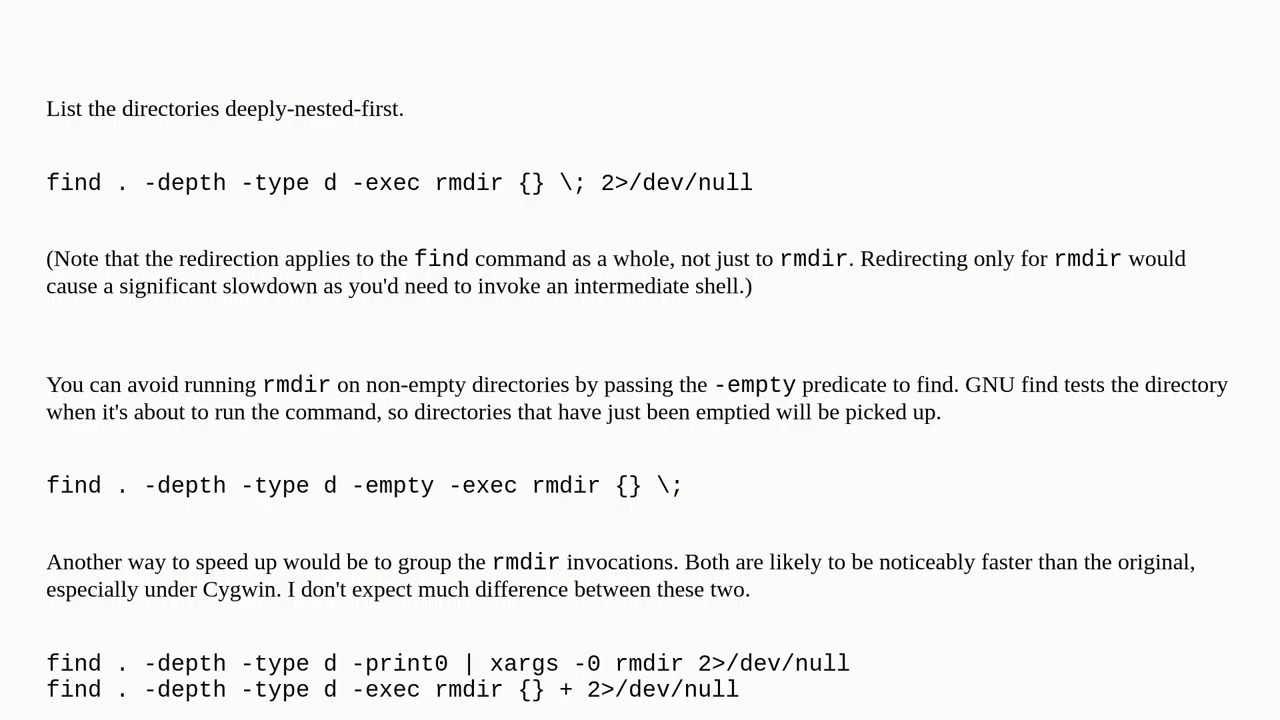 List the directories deeply-nested-first.
find . -depth -type d -exec rmdir {} \; 2>/dev/null
(Note that the redirection applies to the find command as a whole, not just to rmdir. Redirecting only for rmdir would
cause a significant slowdown as you'd need to invoke an intermediate shell.)
You can avoid running rmdir on non-empty directories by passing the -empty predicate to find. GNU find tests the directory
when it's about to run the command, so directories that have just been emptied will be picked up.
find . -depth -type d -empty -exec rmdir {} \;
Another way to speed up would be to group the rmdir invocations. Both are likely to be noticeably faster than the original,
especially under Cygwin. I don't expect much difference between these two.
find . -depth -type d -print0 | xargs -0 rmdir 2>/dev/null
find . -depth -type d -exec rmdir {} + 2>/dev/null